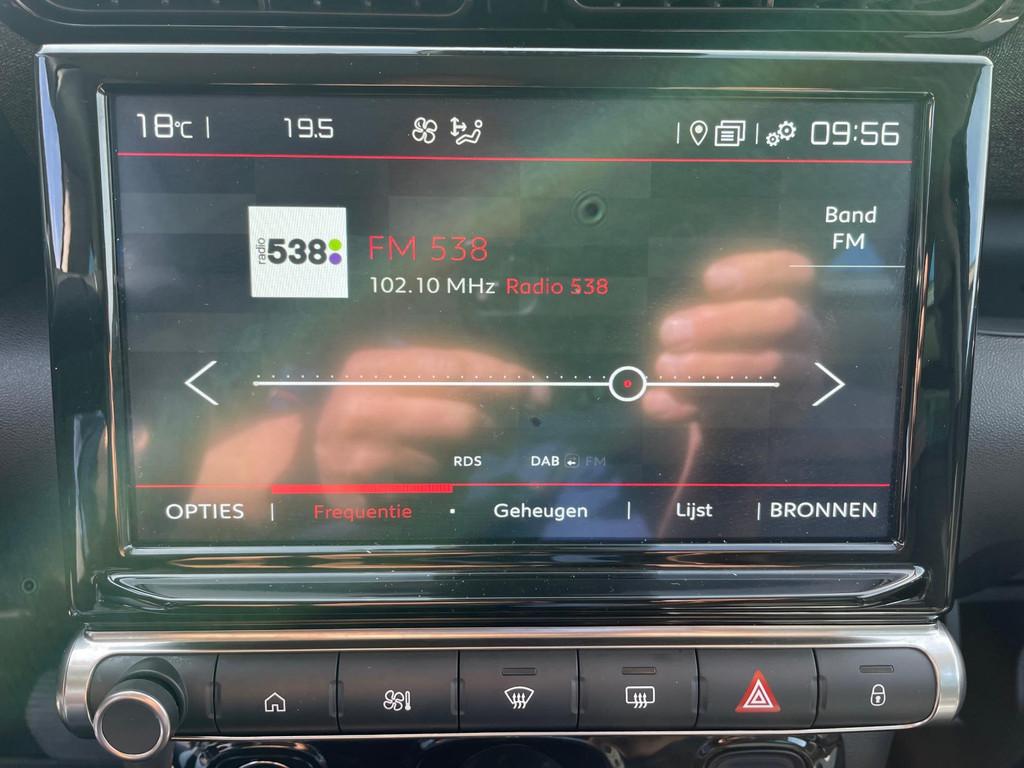 18°C | 19.5 09:56
radio 538
FM 538
102.10 MHz Radio 538
Band
FM
RDS DAB FM
OPTIES | Frequentie Geheugen | Lijst | BRONNEN